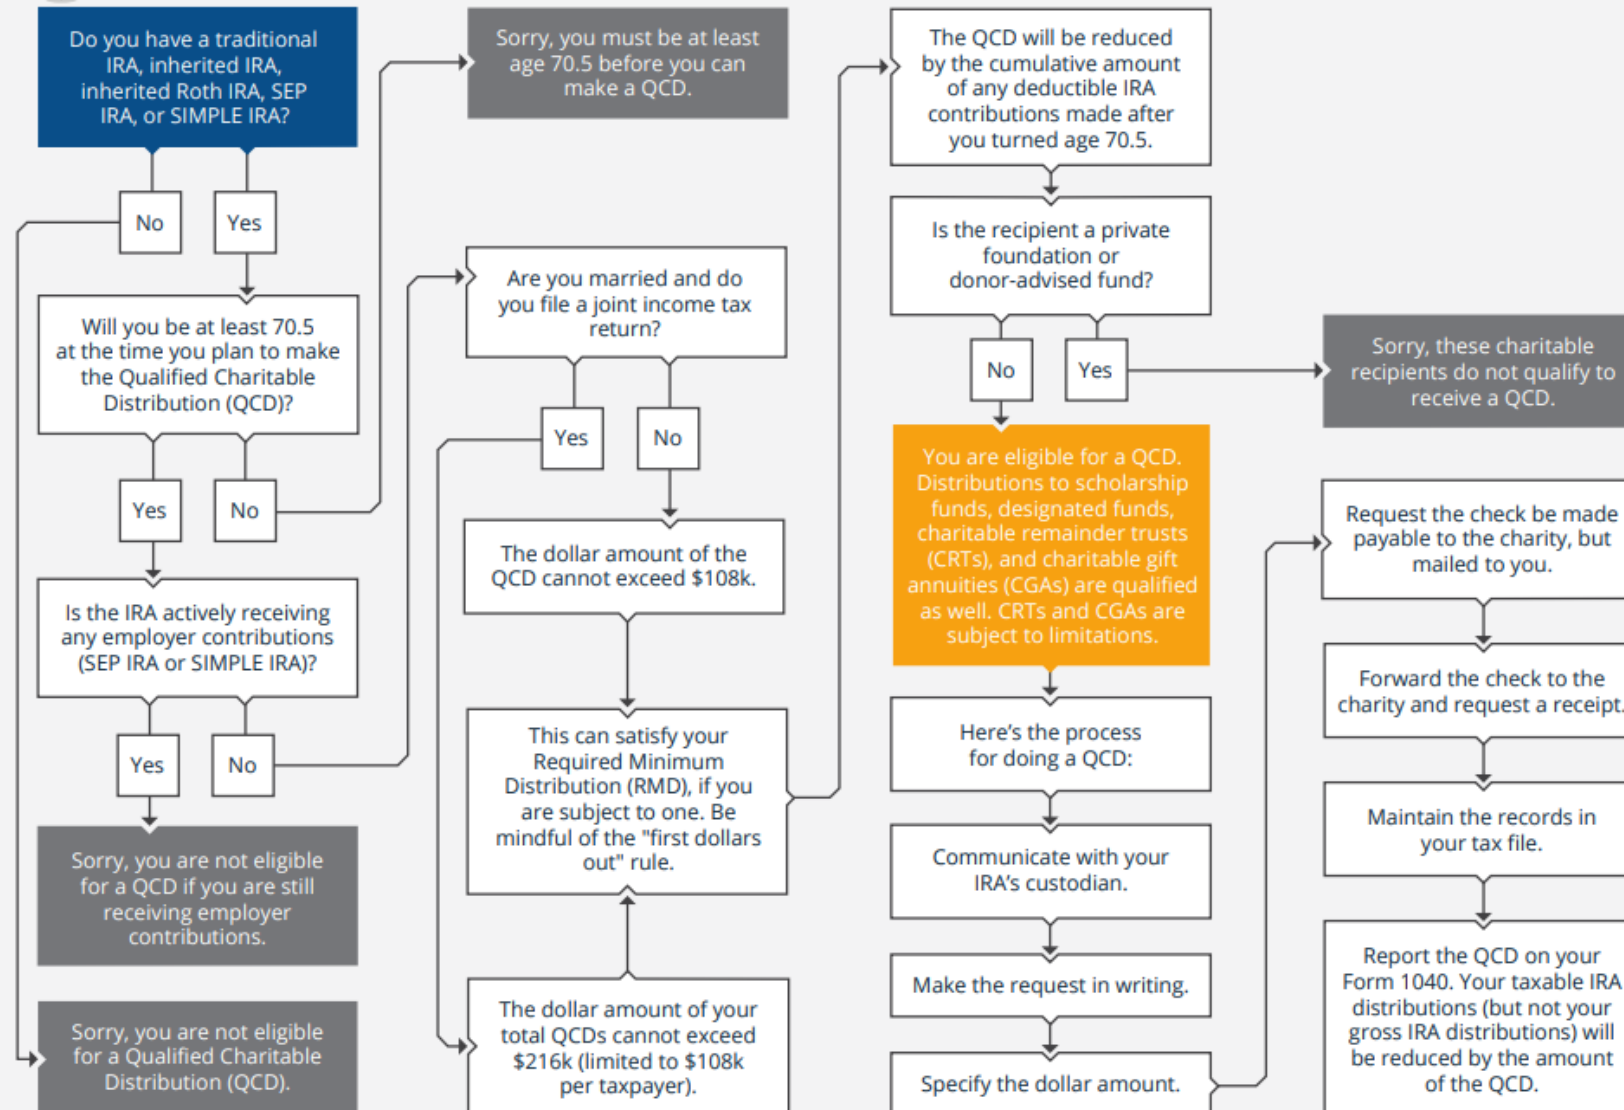 Do you have a traditional
IRA, inherited IRA,
inherited Roth IRA, SEP
IRA, or SIMPLE IRA?
No
Yes
Will you be at least 70.5
at the time you plan to make
the Qualified Charitable
Distribution (QCD)?
Yes
No
Is the IRA actively receiving
any employer contributions
(SEP IRA or SIMPLE IRA)?
Yes
No
Sorry, you are not eligible
for a QCD if you are still
receiving employer
contributions.
Sorry, you are not eligible
for a Qualified Charitable
Distribution (QCD).
Sorry, you must be at least
age 70.5 before you can
make a QCD.
Are you married and do
you file a joint income tax
return?
Yes
No
The dollar amount of the
QCD cannot exceed $108k.
This can satisfy your
Required Minimum
Distribution (RMD), if you
are subject to one. Be
mindful of the "first dollars
out" rule.
The dollar amount of your
total QCDs cannot exceed
$216k (limited to $108k
per taxpayer).
The QCD will be reduced
by the cumulative amount
of any deductible IRA
contributions made after
you turned age 70.5.
Is the recipient a private
foundation or
donor-advised fund?
No
Yes
Sorry, these charitable
recipients do not qualify to
receive a QCD.
You are eligible for a QCD.
Distributions to scholarship
funds, designated funds,
charitable remainder trusts
(CRTs), and charitable gift
annuities (CGAs) are qualified
as well. CRTs and CGAs are
subject to limitations.
Here's the process
for doing a QCD:
Communicate with your
IRA's custodian.
Make the request in writing.
Specify the dollar amount.
Request the check be made
payable to the charity, but
mailed to you.
Forward the check to the
charity and request a receipt.
Maintain the records in
your tax file.
Report the QCD on your
Form 1040. Your taxable IRA
distributions (but not your
gross IRA distributions) will
be reduced by the amount
of the QCD.